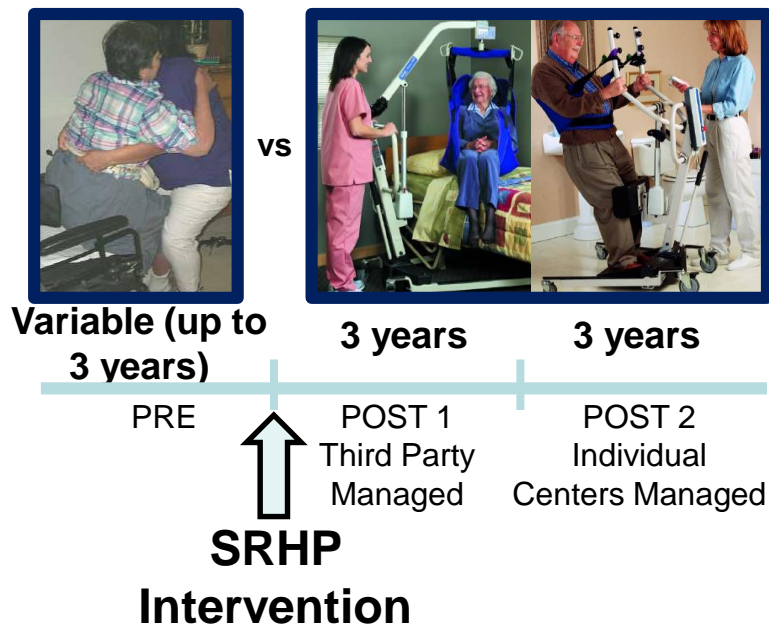 vs
Variable (up to
3 years)
3 years
3 years
PRE
POST 1
Third Party
Managed
POST 2
Individual
Centers Managed
SRHP
Intervention